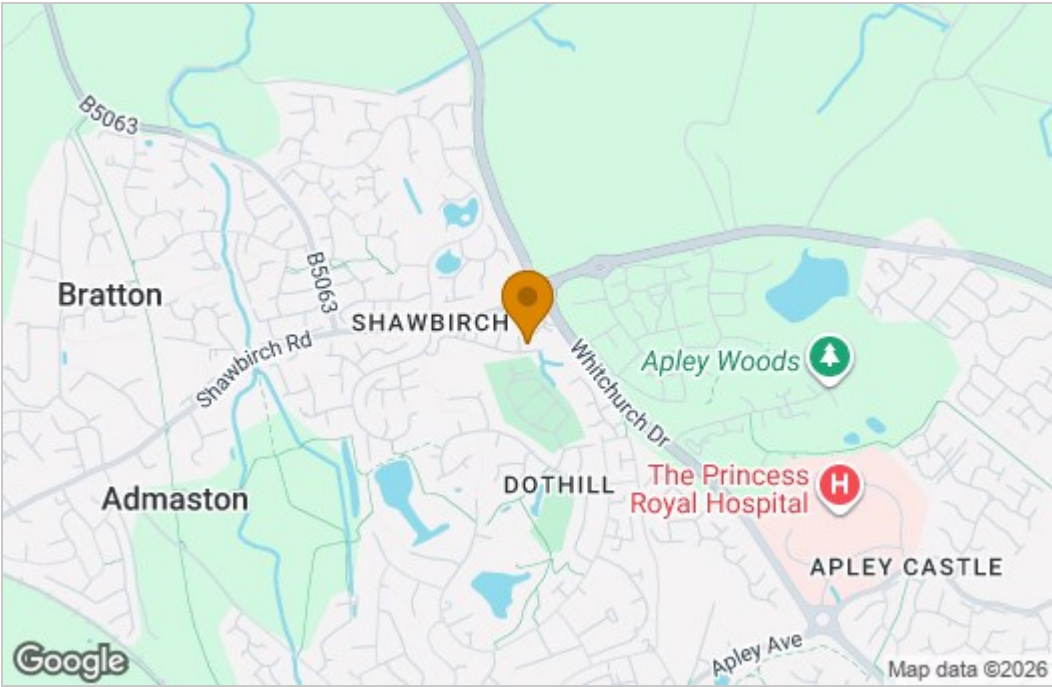 B5063
B5063
Bratton
SHAWBIRCH
Shawbirch Rd
Whitchurch Dr
Apley Woods
The Princess
Royal Hospital
H
DOTHILL
Admaston
APLEY CASTLE
Apley Ave
Google
Map data ©2026